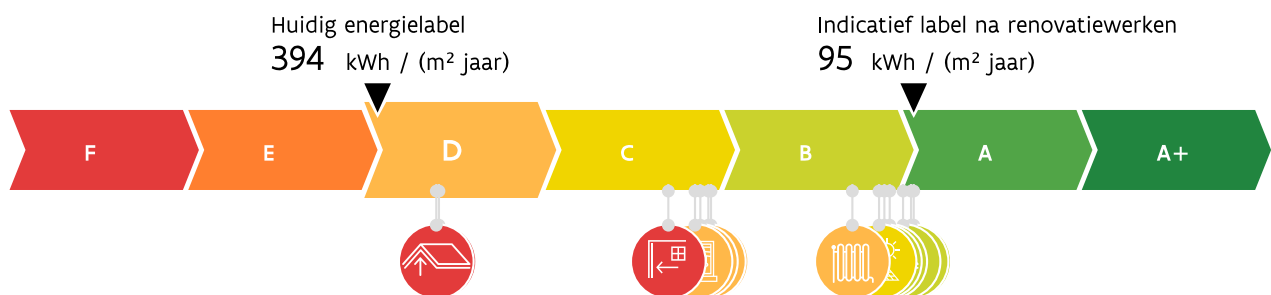 Huidig energielabel
394 kWh / (m² jaar)
Indicatief label na renovatiewerken
95 kWh / (m² jaar)
F E D C B A A+